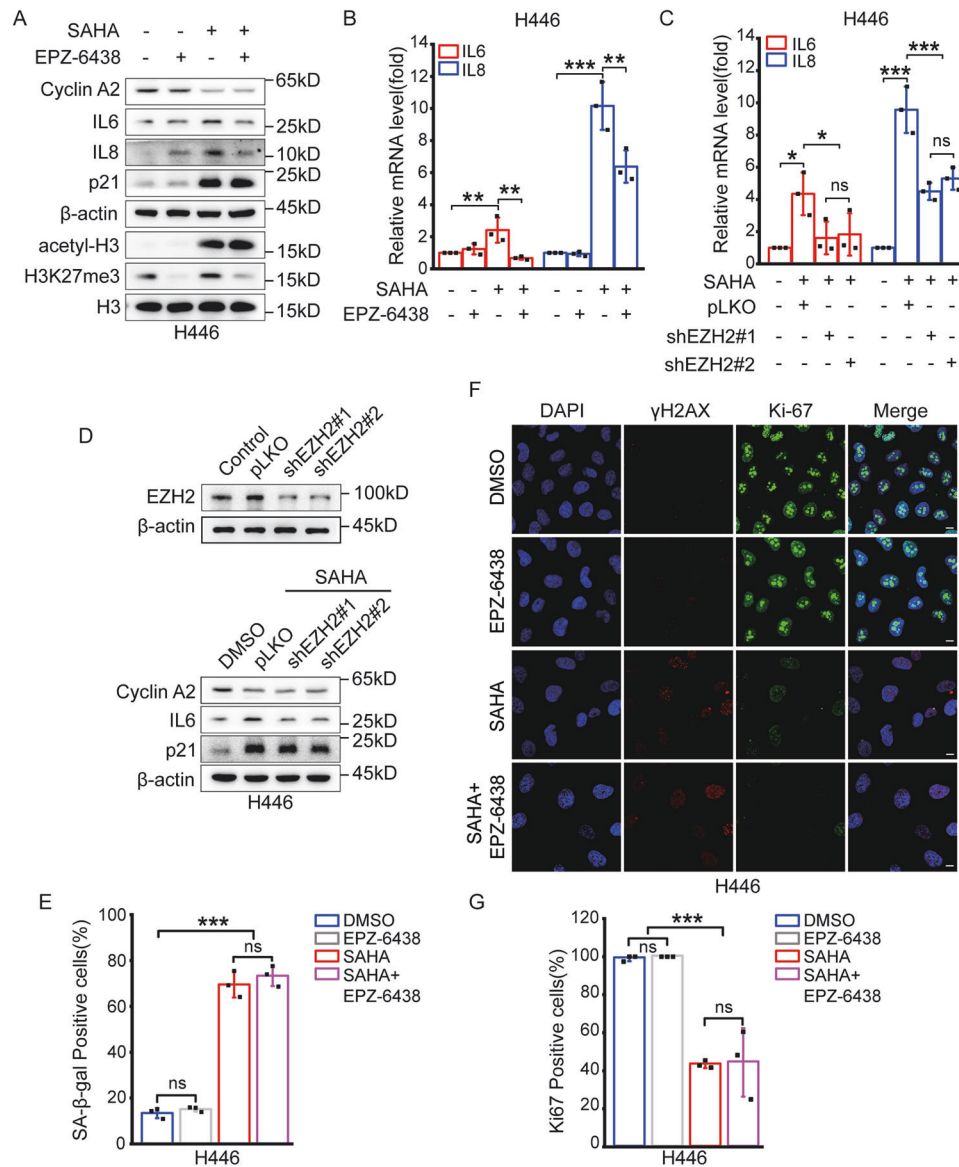 A
SAHA - - + +
EPZ-6438 - + - +
Cyclin A2
65kD
IL6
25kD
IL8
10kD
p21
25kD
β-actin
45kD
acetyl-H3
15kD
H3K27me3
15kD
H3
15kD
H446
B
H446
IL6
IL8
Relative mRNA level(fold)
14
12
10
8
6
4
2
0
** ** *** **
SAHA - - + + - - + +
EPZ-6438 - + - + - + - +
C
H446
IL6
IL8
Relative mRNA level(fold)
14
12
10
8
6
4
2
0
* * ns *** *** ns
SAHA - + + + - + + +
pLKO - + - - - + - -
shEZH2#1 - - + - - - + -
shEZH2#2 - - - + - - - +
D
Control
pLKO
shEZH2#1
shEZH2#2
EZH2
100kD
β-actin
45kD
SAHA
DMSO
pLKO
shEZH2#1
shEZH2#2
Cyclin A2
65kD
IL6
25kD
p21
25kD
β-actin
45kD
H446
F
DAPI γH2AX Ki-67 Merge
DMSO
EPZ-6438
SAHA
SAHA+
EPZ-6438
H446
E
SA-β-gal Positive cells(%)
100
80
60
40
20
0
***
ns
ns
DMSO
EPZ-6438
SAHA
SAHA+
EPZ-6438
H446
G
Ki67 Positive cells(%)
120
100
80
60
40
20
0
***
ns
ns
DMSO
EPZ-6438
SAHA
SAHA+
EPZ-6438
H446